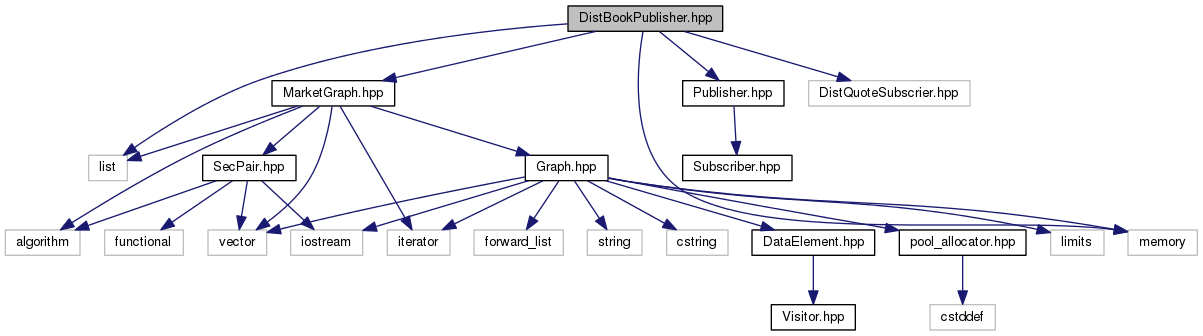 DistBookPublisher.hpp
MarketGraph.hpp
Publisher.hpp
DistQuoteSubscrier.hpp
list
SecPair.hpp
Graph.hpp
Subscriber.hpp
algorithm
functional
vector
iostream
iterator
forward_list
string
cstring
DataElement.hpp
pool_allocator.hpp
limits
memory
Visitor.hpp
cstddef